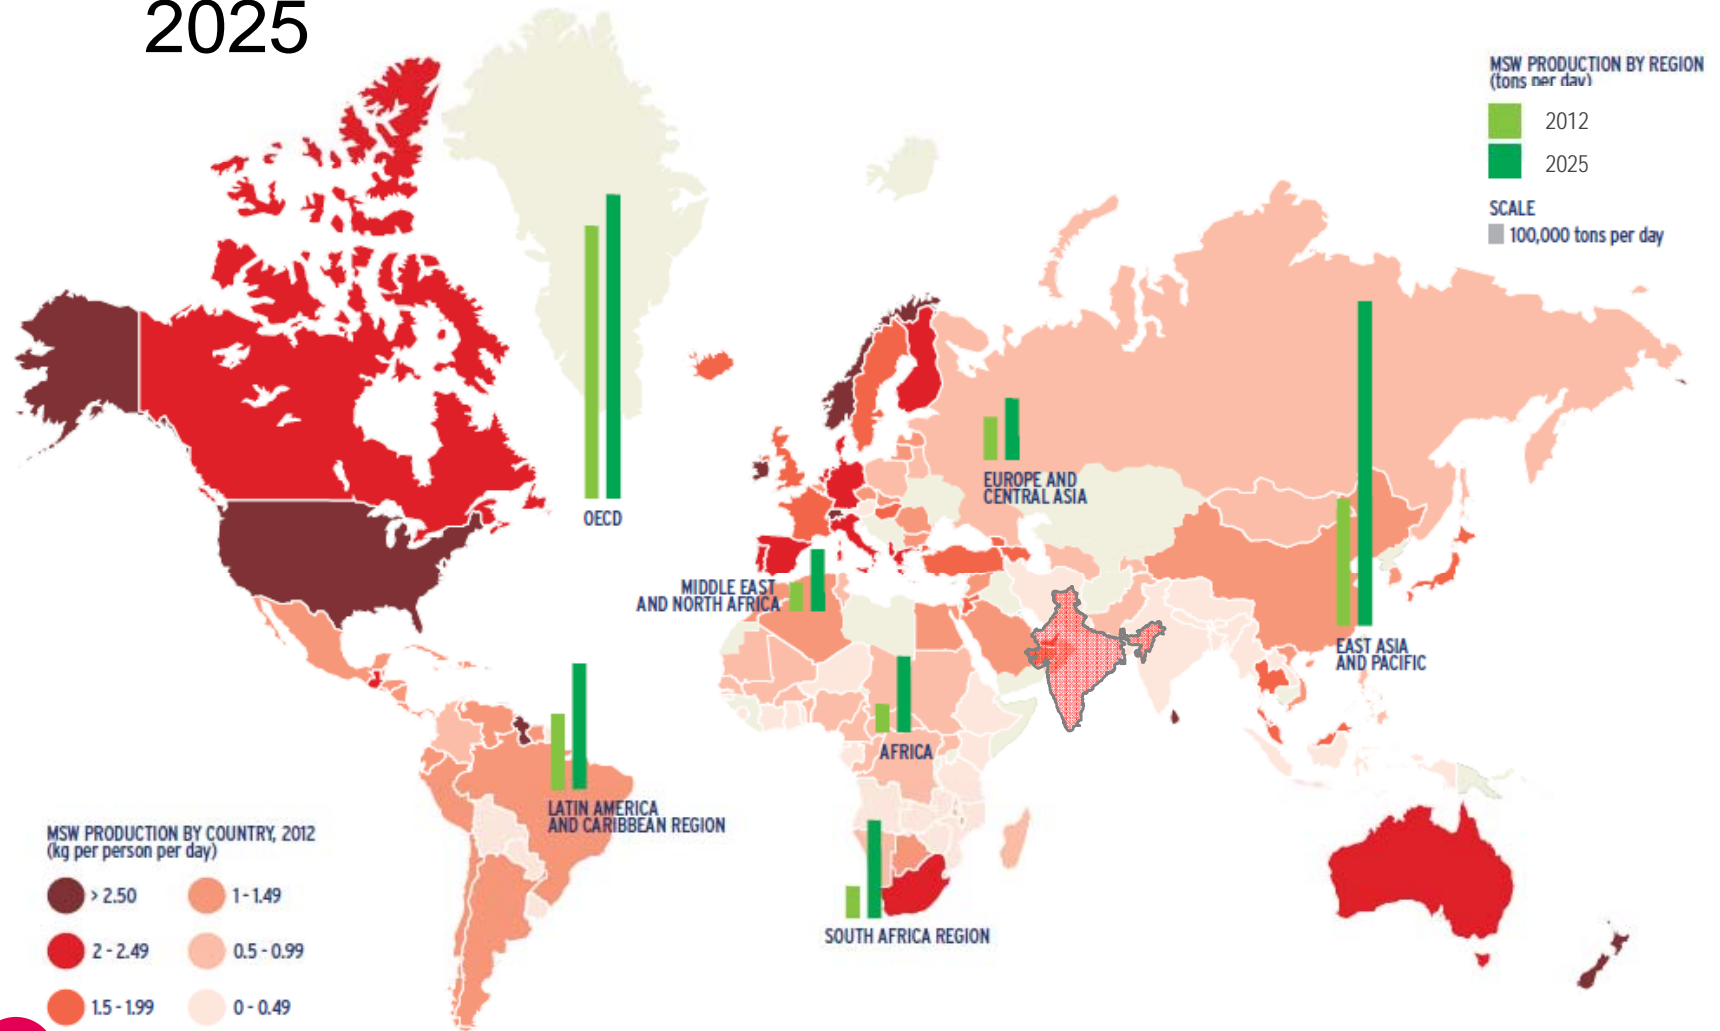 2025
MSW PRODUCTION BY REGION
(tons per day)
2012
2025
SCALE
100,000 tons per day
OECD
EUROPE AND
CENTRAL ASIA
MIDDLE EAST
AND NORTH AFRICA
EAST ASIA
AND PACIFIC
AFRICA
LATIN AMERICA
AND CARIBBEAN REGION
SOUTH AFRICA REGION
MSW PRODUCTION BY COUNTRY, 2012
(kg per person per day)
> 2.50
1 - 1.49
2 - 2.49
0.5 - 0.99
1.5 - 1.99
0 - 0.49